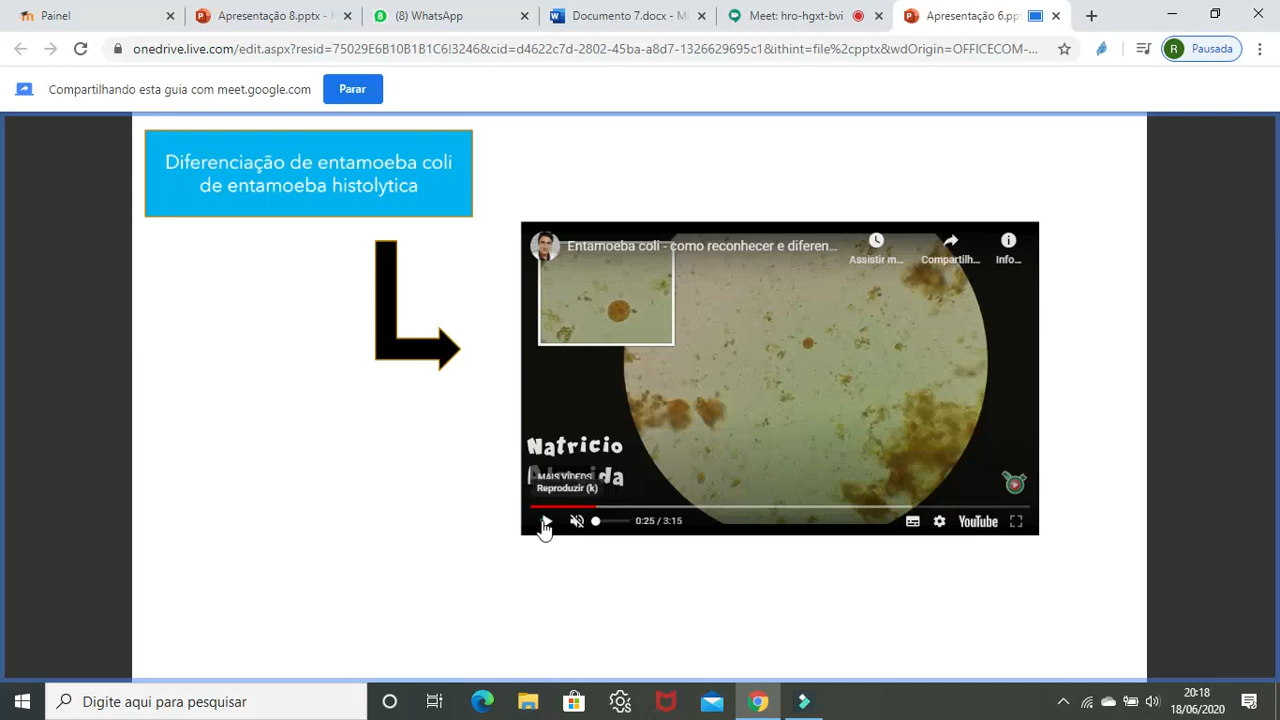 Painel
Apresentação 8.pptx -
(8) WhatsApp
Documento 7.docx - M
Meet: hro-hgxt-bvi
Apresentação 6.pp
onedrive.live.com/edit.aspx?resid=75029E6B10B1B1C6!3246&cid=d4622c7d-2802-45ba-a8d7-1326629695c1&ithint=file%2cpptx&wdOrigin=OFFICECOM-...
R Pausada
Compartilhando esta guia com meet.google.com
Parar
Diferenciação de entamoeba coli
de entamoeba histolytica
Entamoeba coli - como reconhecer e diferen...
Assistir m...
Compartilh...
Info...
Natricio
MAIS VÍDEOS
Reproduzir (k)
0:25 / 3:15
YouTube
Digite aqui para pesquisar
20:18
18/06/2020